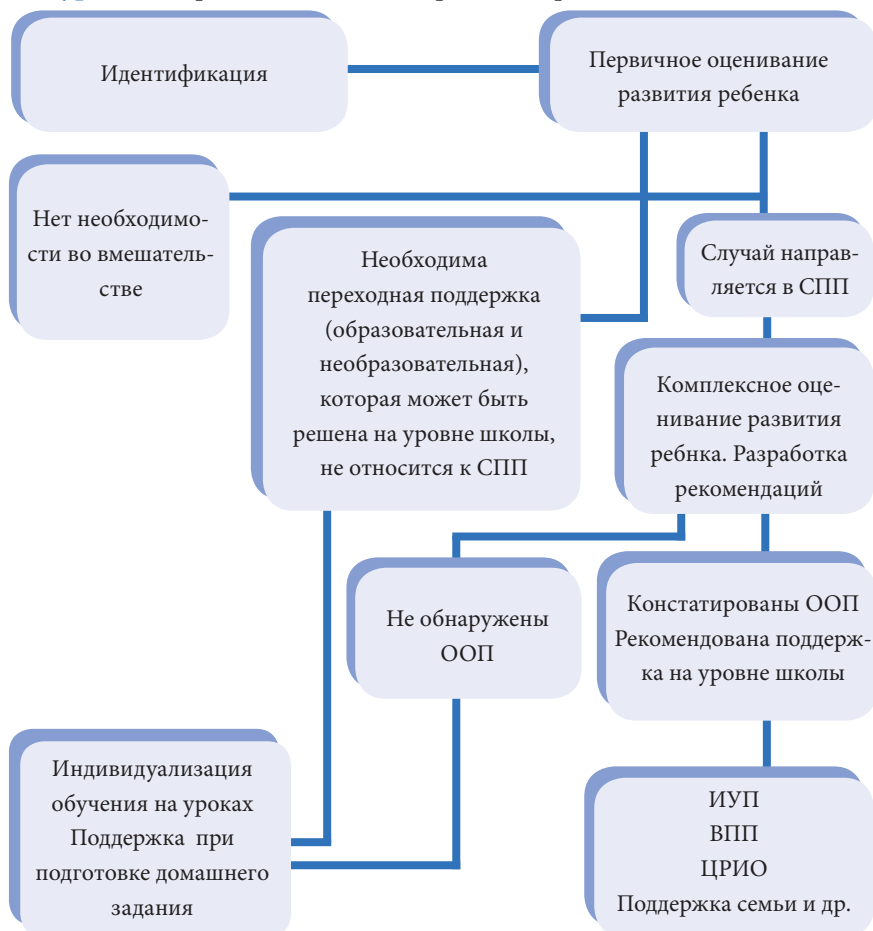 Идентификация
Первичное оценивание
развития ребенка
Нет необходимо-
сти во вмешатель-
стве
Необходима
переходная поддержка
(образовательная и
необразовательная),
которая может быть
решена на уровне школы,
не относится к СПП
Случай направ-
ляется в СПП
Комплексное оце-
нивание развития
ребнка. Разработка
рекомендаций
Не обнаружены
ООП
Констатированы ООП
Рекомендована поддерж-
ка на уровне школы
Индивидуализация
обучения на уроках
Поддержка при
подготовке домашнего
задания
ИУП
ВПП
ЦРИО
Поддержка семьи и др.